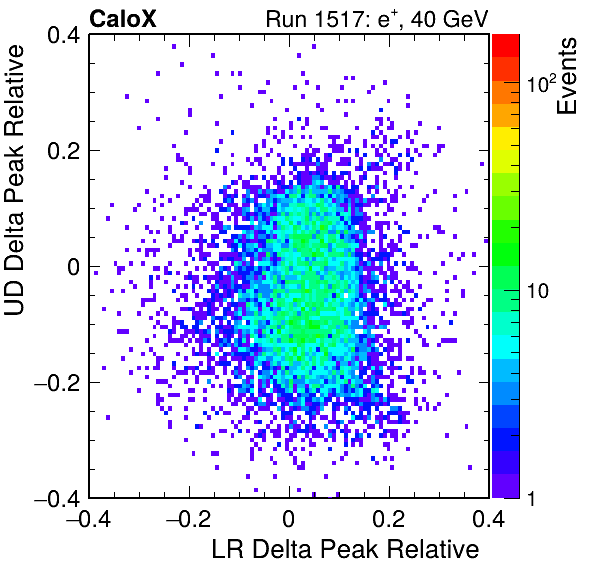 CaloX Run 1517: e⁺, 40 GeV
Events
UD Delta Peak Relative
0.4
0.2
0
−0.2
−0.4
10²
10
1
−0.4 −0.2 0 0.2 0.4
LR Delta Peak Relative